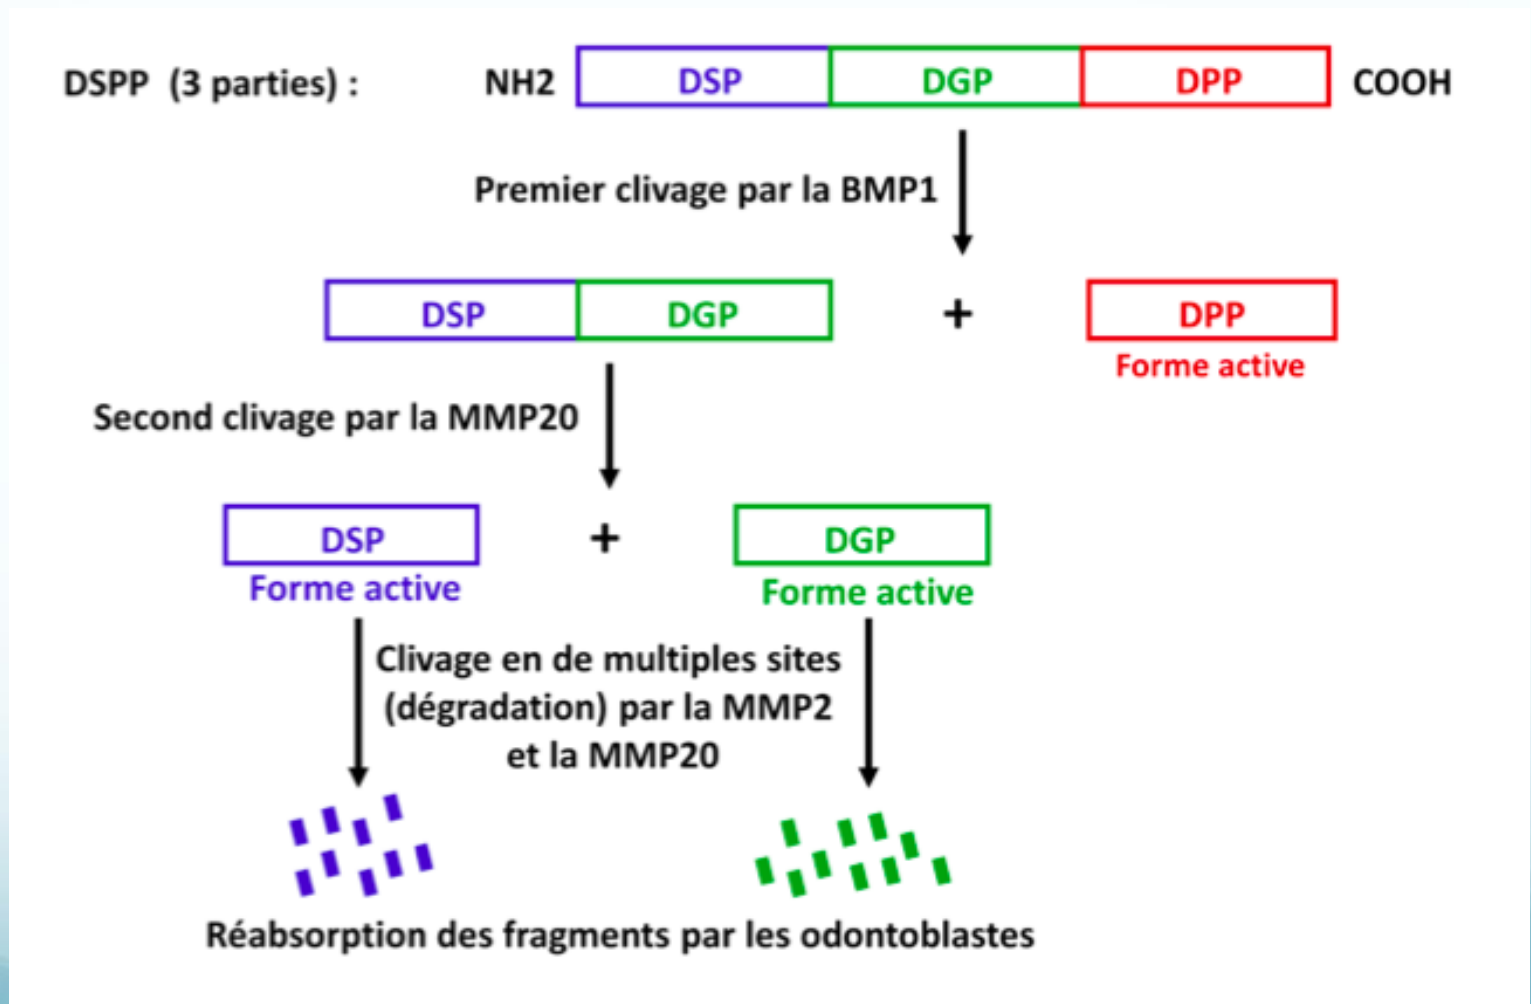 DSPP (3 parties) : NH2 DSP DGP DPP COOH
Premier clivage par la BMP1
DSP DGP + DPP
Forme active
Second clivage par la MMP20
DSP + DGP
Forme active Forme active
Clivage en de multiples sites
(dégradation) par la MMP2
et la MMP20
Réabsorption des fragments par les odontoblastes